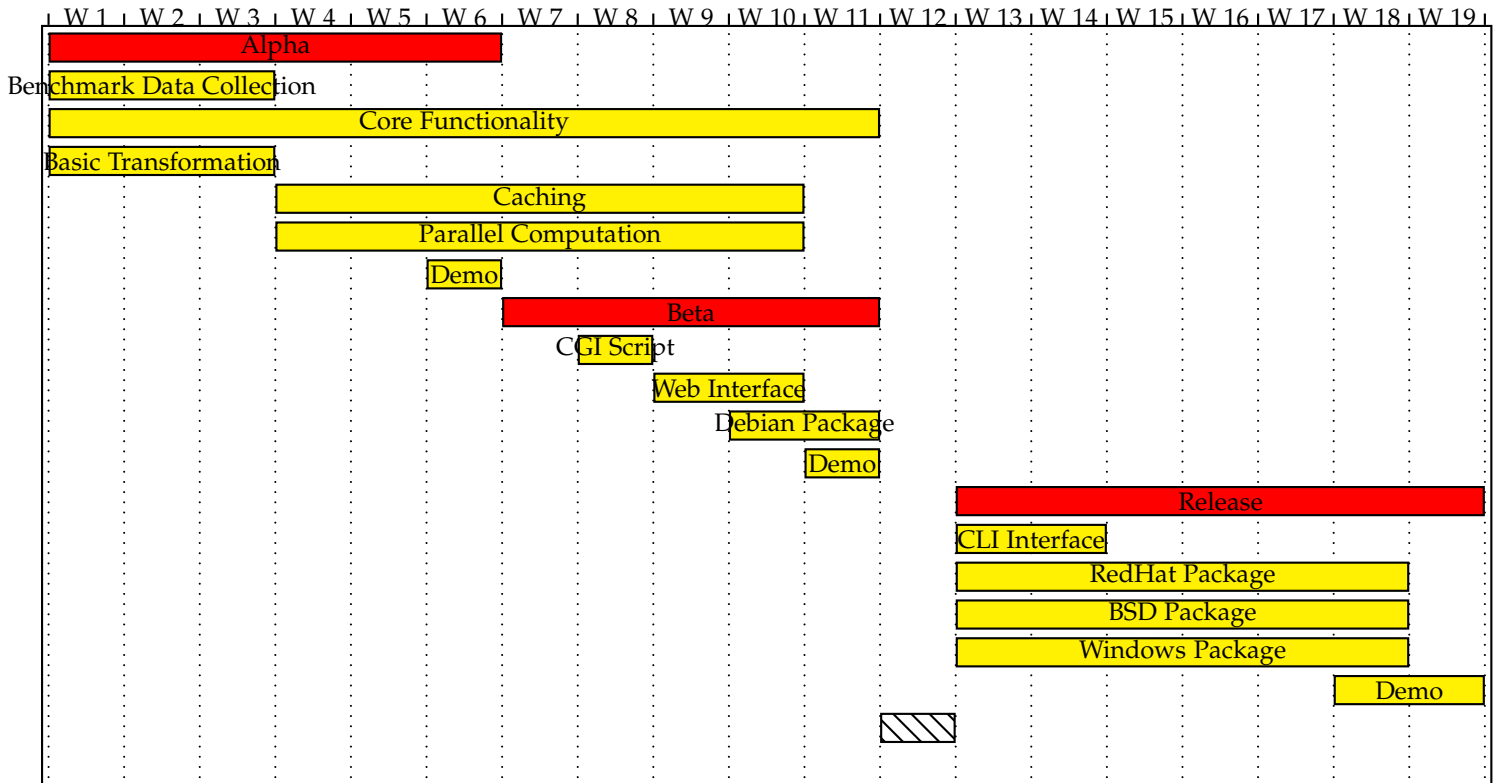 W 1 W 2 W 3 W 4 W 5 W 6 W 7 W 8 W 9 W 10 W 11 W 12 W 13 W 14 W 15 W 16 W 17 W 18 W 19
Alpha
Benchmark Data Collection
Core Functionality
Basic Transformation
Caching
Parallel Computation
Demo
Beta
CGI Script
Web Interface
Debian Package
Demo
Release
CLI Interface
RedHat Package
BSD Package
Windows Package
Demo